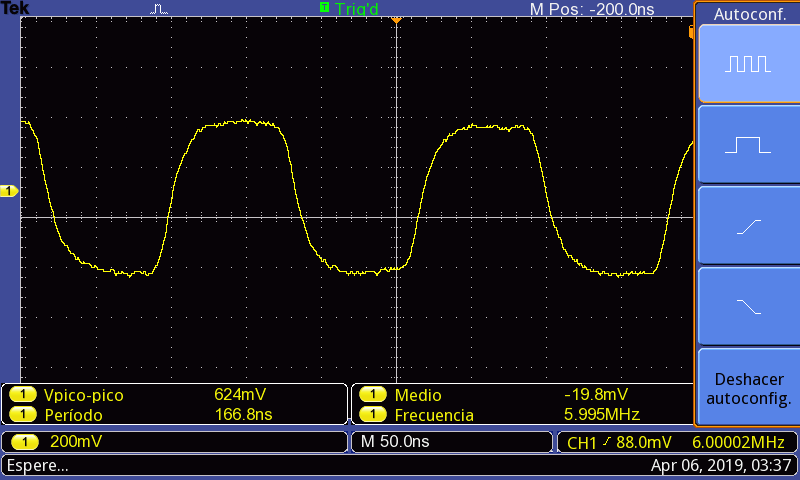 Tek Trig'd M Pos: -200.0ns Autoconf.
T
1
1 Vpico-pico 624mV 1 Medio -19.8mV
1 Período 166.8ns 1 Frecuencia 5.995MHz
Deshacer
autoconfig.
1 200mV M 50.0ns CH1 88.0mV 6.00002MHz
Espere... Apr 06, 2019, 03:37